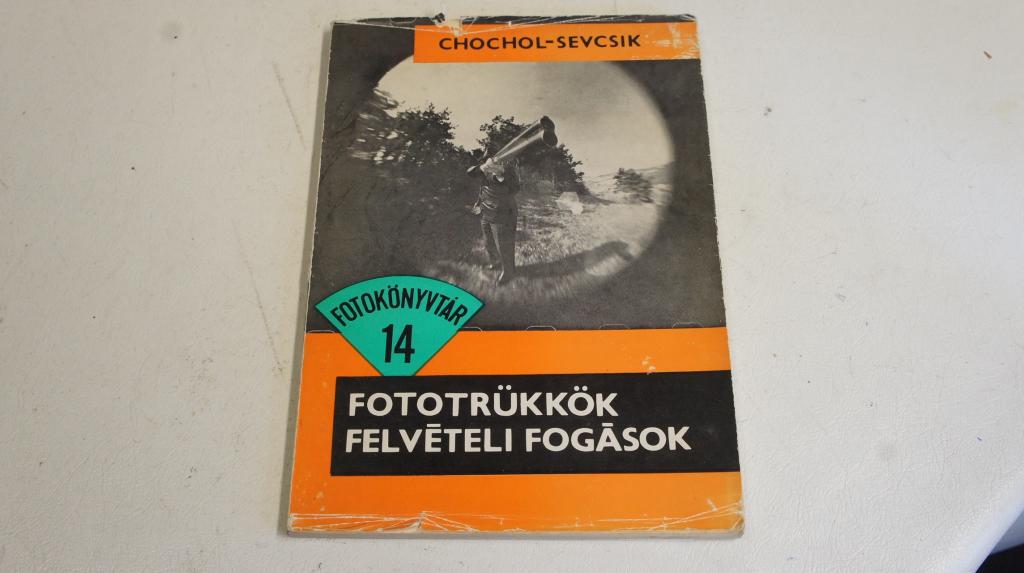 CHOCHOL-SEVCSIK
FOTOKÖNYVTÁR
14
FOTOTRÜKKÖK
FELVÉTELI FOGÁSOK